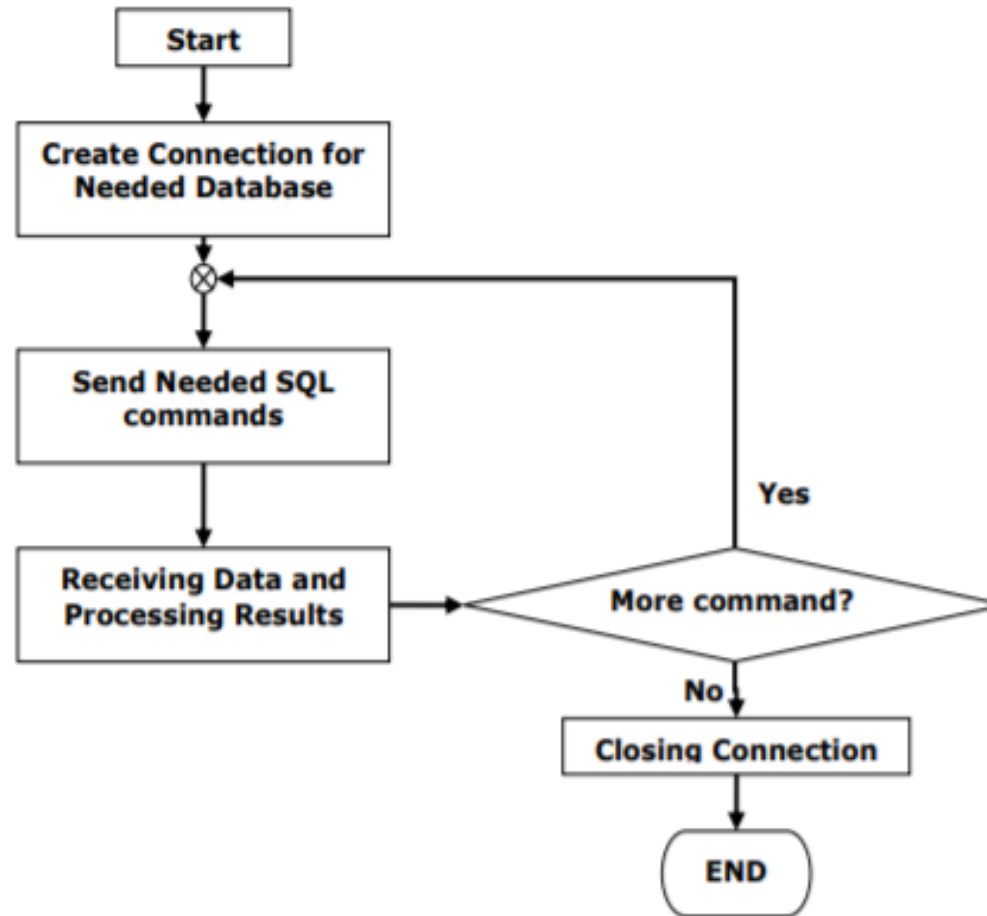 Start
Create Connection for
Needed Database
Send Needed SQL
commands
Receiving Data and
Processing Results
Yes
More command?
No
Closing Connection
END